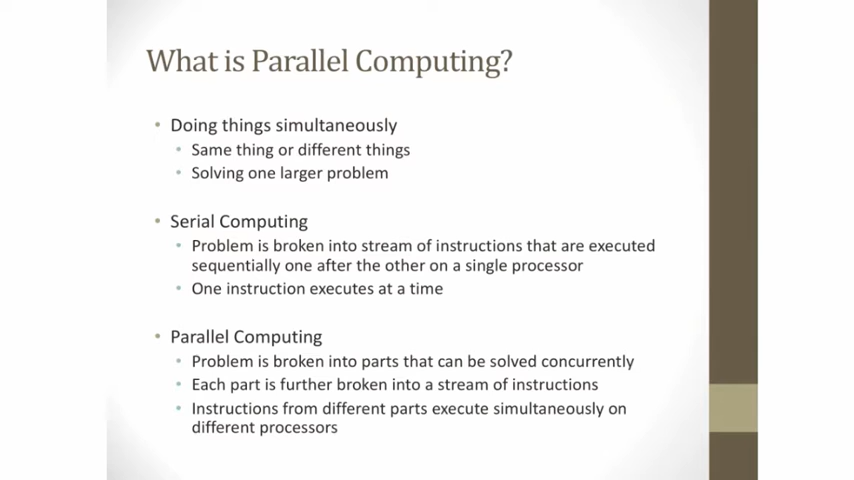 What is Parallel Computing?
• Doing things simultaneously
• Same thing or different things
• Solving one larger problem
• Serial Computing
• Problem is broken into stream of instructions that are executed
sequentially one after the other on a single processor
• One instruction executes at a time
• Parallel Computing
• Problem is broken into parts that can be solved concurrently
• Each part is further broken into a stream of instructions
• Instructions from different parts execute simultaneously on
different processors